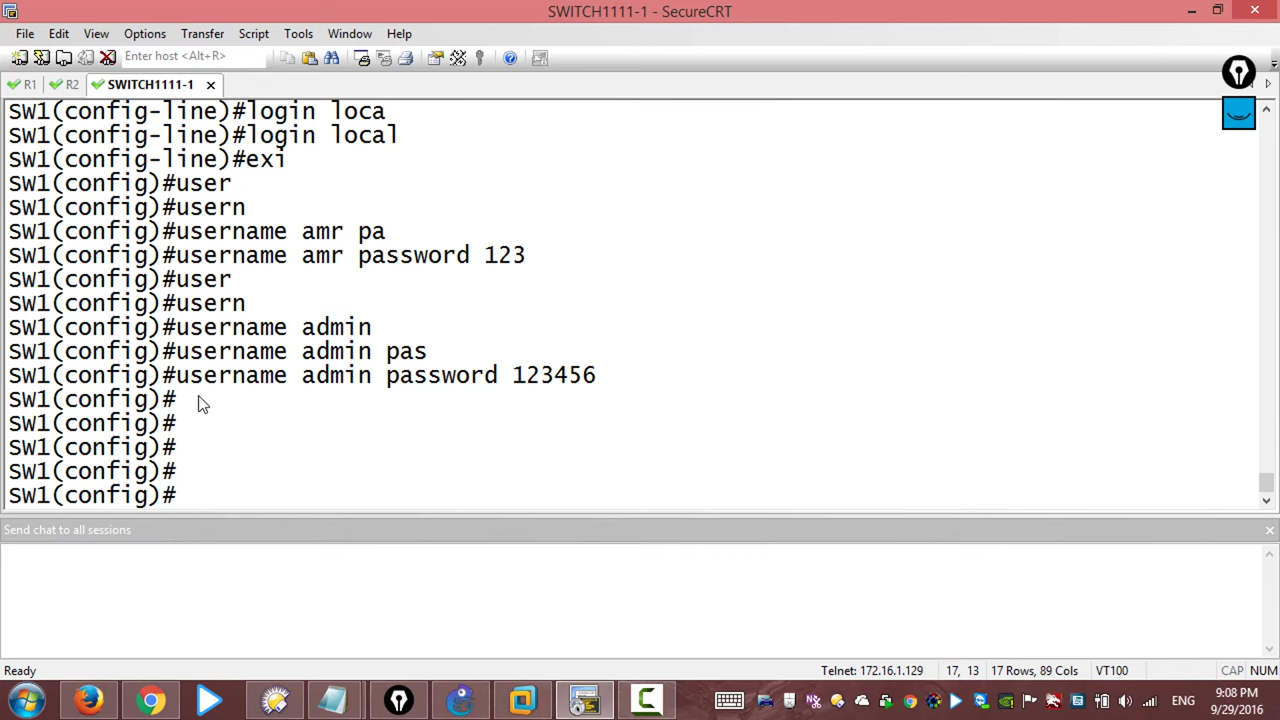 SWITCH1111-1 - SecureCRT
File Edit View Options Transfer Script Tools Window Help
Enter host <Alt+R>
R1 R2 SWITCH1111-1
SW1(config-line)#login loca
SW1(config-line)#login local
SW1(config-line)#exi
SW1(config)#user
SW1(config)#usern
SW1(config)#username amr pa
SW1(config)#username amr password 123
SW1(config)#user
SW1(config)#usern
SW1(config)#username admin
SW1(config)#username admin pas
SW1(config)#username admin password 123456
SW1(config)#
SW1(config)#
SW1(config)#
SW1(config)#
SW1(config)#
Send chat to all sessions
Ready Telnet: 172.16.1.129 17, 13 17 Rows, 89 Cols VT100 CAP NUM
ENG
9:08 PM
9/29/2016